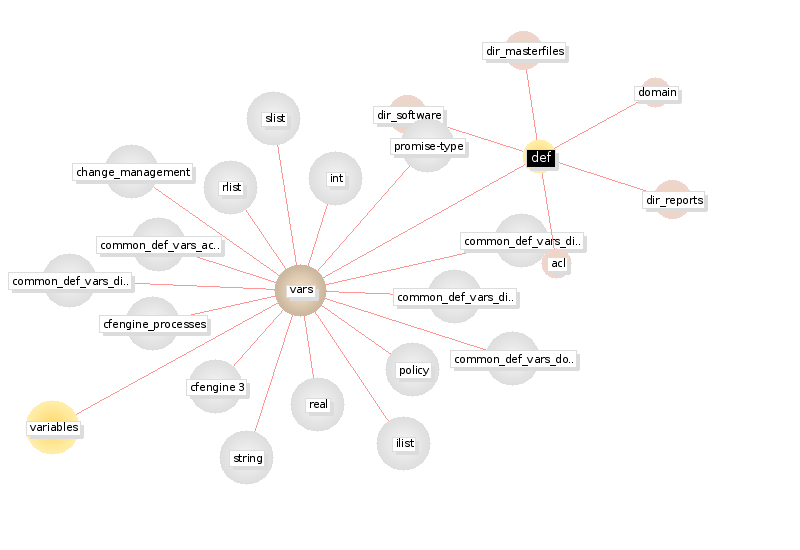 dir_masterfiles
domain
dir_software
slist
promise-type
def
change_management
int
rlist
dir_reports
common_def_vars_ac..
common_def_vars_di..
acl
common_def_vars_di..
vars
common_def_vars_di..
cfengine_processes
common_def_vars_do..
policy
cfengine 3
real
variables
ilist
string